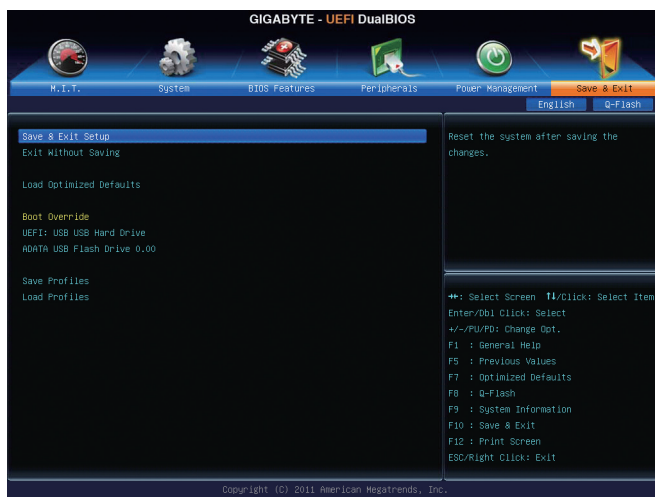 GIGABYTE - UEFI DualBIOS
M.I.T. System BIOS Features Peripherals Power Management Save & Exit
English Q-Flash
Save & Exit Setup
Exit Without Saving
Load Optimized Defaults
Boot Override
UEFI: USB USB Hard Drive
ADATA USB Flash Drive 0.00
Save Profiles
Load Profiles
Reset the system after saving the
changes.
→←: Select Screen ↑↓/Click: Select Item
Enter/Dbl Click: Select
+/-/PU/PD: Change Opt.
F1 : General Help
F5 : Previous Values
F7 : Optimized Defaults
F8 : Q-Flash
F9 : System Information
F10 : Save & Exit
F12 : Print Screen
ESC/Right Click: Exit
Copyright (C) 2011 American Megatrends, Inc.